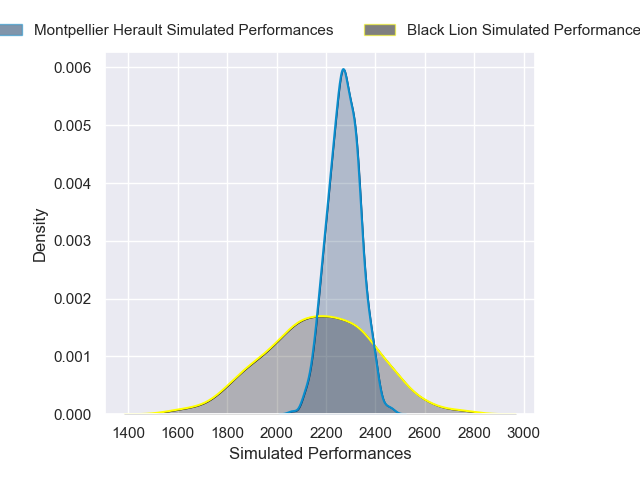 Montpellier Herault Simulated Performances
Black Lion Simulated Performance
0.006
0.005
0.004
0.003
0.002
0.001
0.000
Density
1400 1600 1800 2000 2200 2400 2600 2800 3000
Simulated Performances